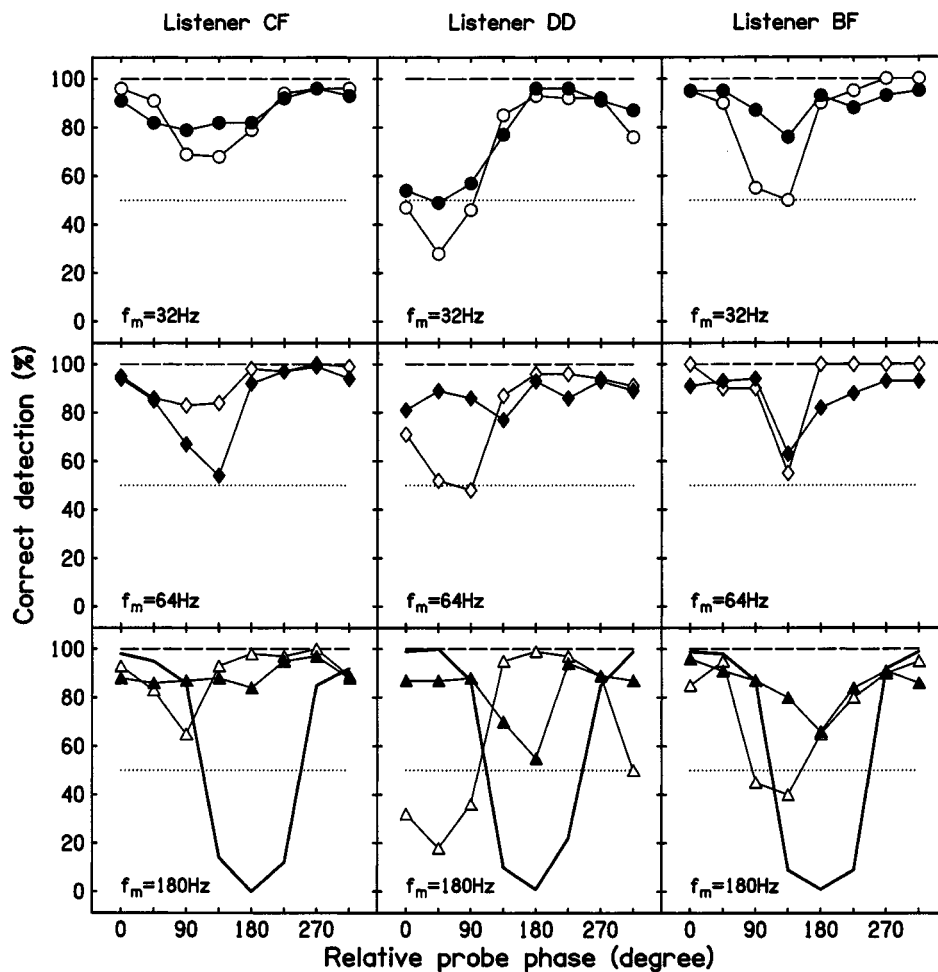 Listener CF Listener DD Listener BF
100
80
60
40
20
0
f_m=32Hz f_m=32Hz f_m=32Hz
100
80
60
40
20
0
f_m=64Hz f_m=64Hz f_m=64Hz
100
80
60
40
20
0
f_m=180Hz f_m=180Hz f_m=180Hz
Correct detection (%)
0 90 180 270 0 90 180 270 0 90 180 270
Relative probe phase (degree)